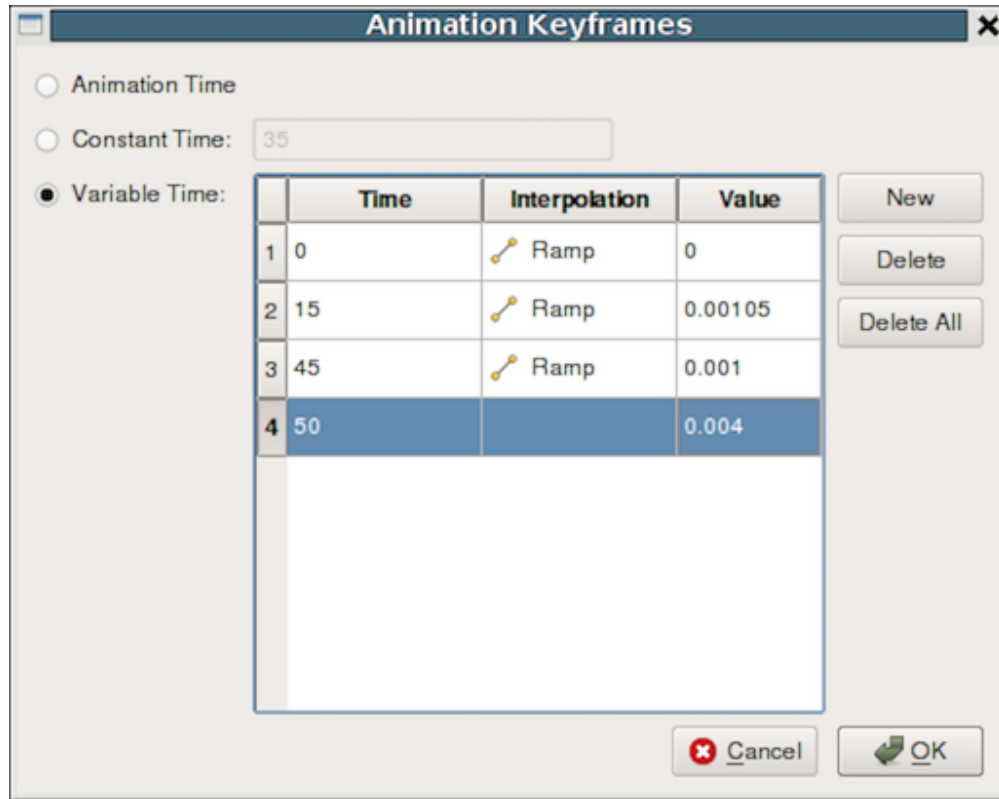 Animation Keyframes
Animation Time
Constant Time: 35
Variable Time:
Time Interpolation Value
New
1 0 Ramp 0
Delete
2 15 Ramp 0.00105
Delete All
3 45 Ramp 0.001
4 50 0.004
Cancel OK